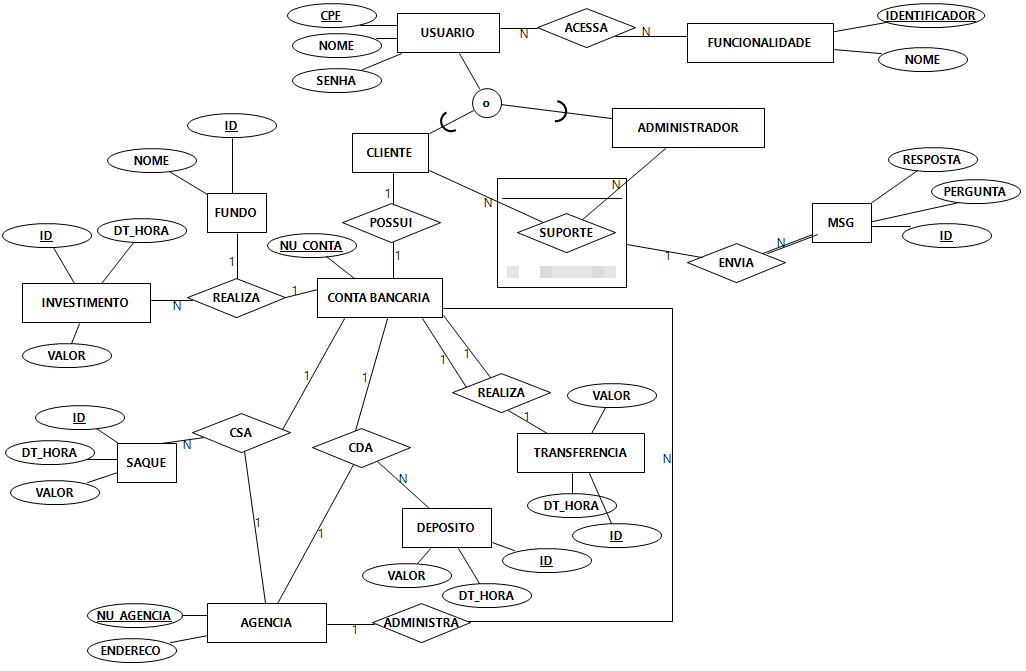 CPF
NOME
SENHA
USUARIO
ACESSA
N
N
FUNCIONALIDADE
IDENTIFICADOR
NOME
o
ADMINISTRADOR
CLIENTE
ID
NOME
FUNDO
1
POSSUI
1
N
N
SUPORTE
RESPOSTA
PERGUNTA
MSG
ID
1
ENVIA
N
ID
DT_HORA
INVESTIMENTO
VALOR
1
N
REALIZA
1
NU_CONTA
CONTA BANCARIA
1
1
1
1
REALIZA
1
VALOR
TRANSFERENCIA
DT_HORA
ID
ID
DT_HORA
VALOR
SAQUE
N
CSA
CDA
N
N
1
1
DEPOSITO
VALOR
DT_HORA
ID
NU_AGENCIA
ENDERECO
AGENCIA
1
ADMINISTRA